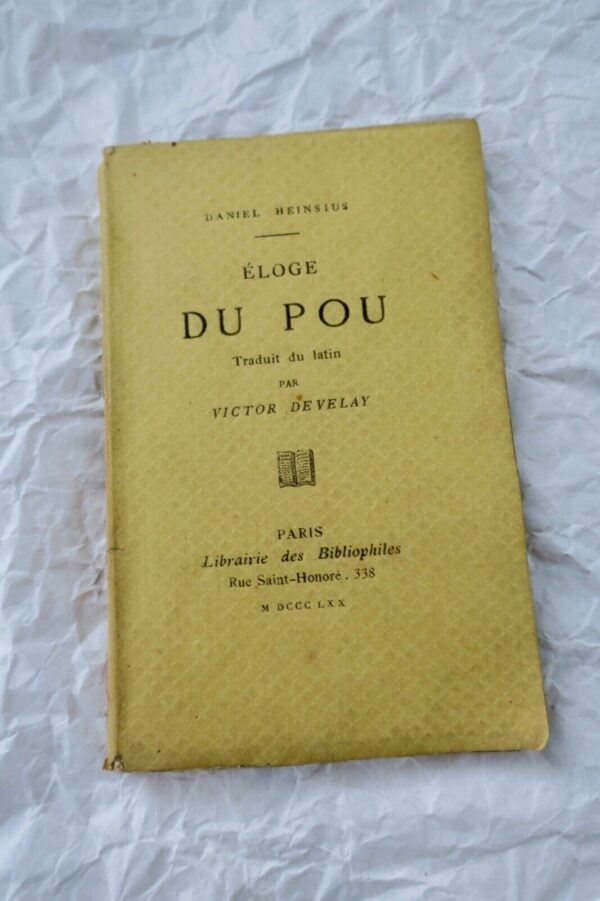 DANIEL HEINSIUS
ÉLOGE
DU POU
Traduit du latin
PAR
VICTOR DEVELAY
PARIS
Librairie des Bibliophiles
Rue Saint-Honoré. 338
M DCCC LXX